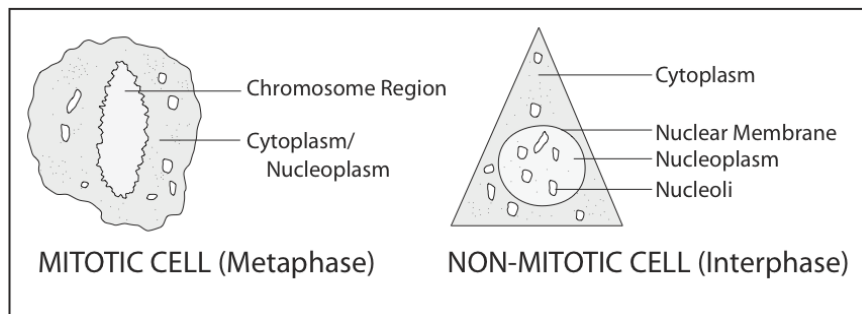 Chromosome Region
Cytoplasm/
Nucleoplasm
MITOTIC CELL (Metaphase)
Cytoplasm
Nuclear Membrane
Nucleoplasm
Nucleoli
NON-MITOTIC CELL (Interphase)